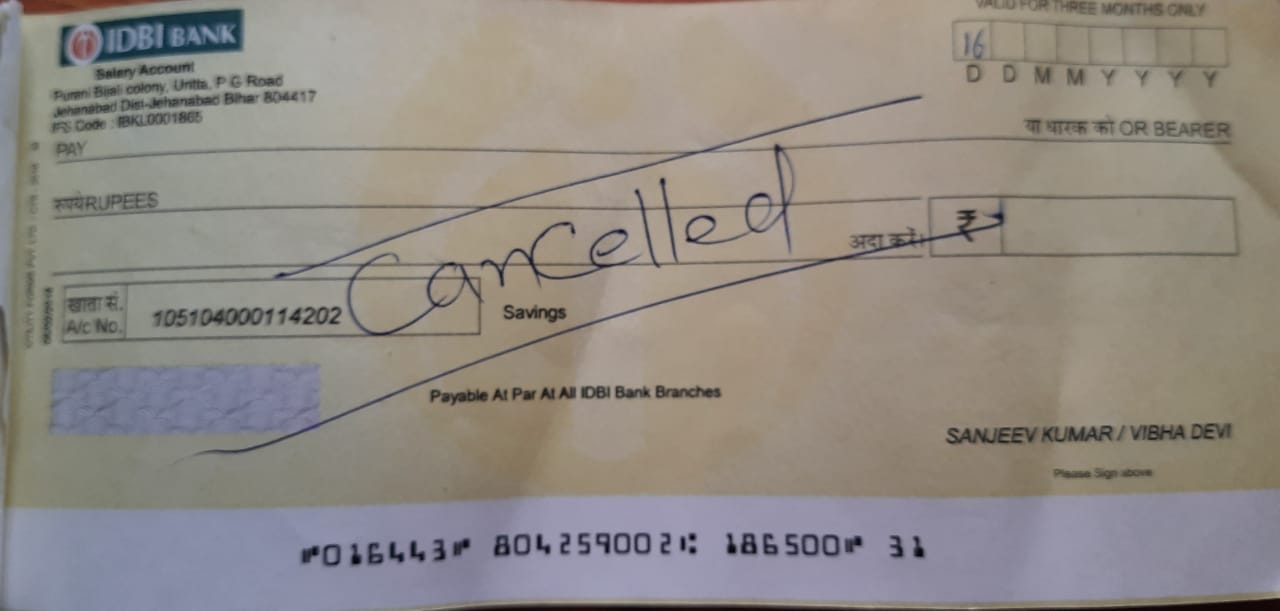 IDBI BANK
VALID FOR THREE MONTHS ONLY
Salary Account
Purani Bijali colony, Untta, P G Road
Jehanabad Dist-Jehanabad Bihar 804417
IFS Code : IBKL0001865
16
D D M M Y Y Y Y
PAY
या धारक को OR BEARER
रुपये RUPEES
Cancelled
अदा करें।
₹
खाता सं.
A/c No.
105104000114202
Savings
Payable At Par At All IDBI Bank Branches
SANJEEV KUMAR / VIBHA DEVI
Please Sign above
⑈016443⑈ 804259002⑆ 186500⑈ 31